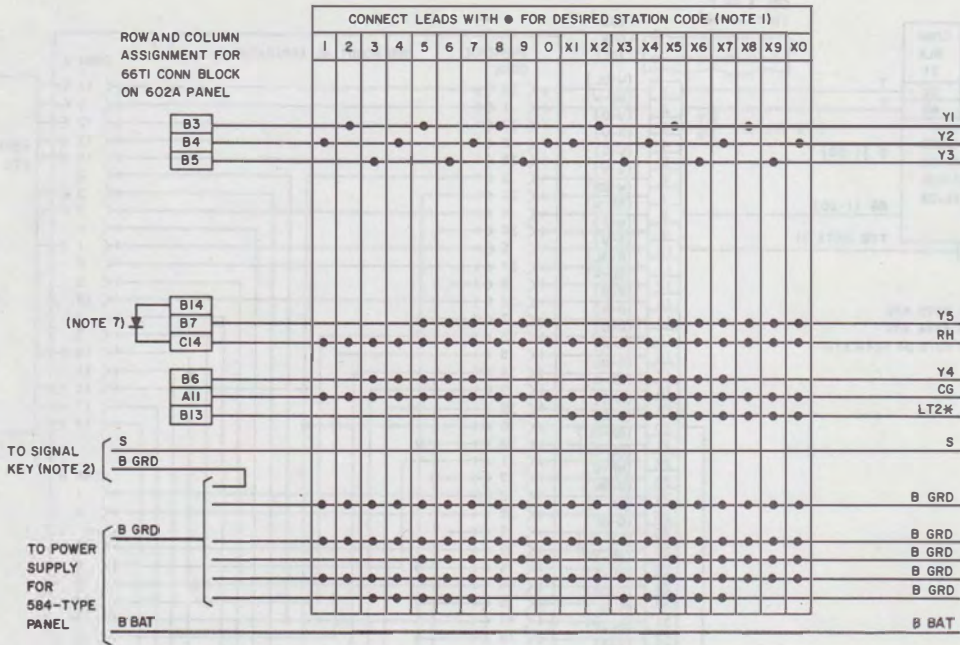 CONNECT LEADS WITH ● FOR DESIRED STATION CODE (NOTE 1)
1 2 3 4 5 6 7 8 9 0 X1 X2 X3 X4 X5 X6 X7 X8 X9 X0
ROW AND COLUMN
ASSIGNMENT FOR
66T1 CONN BLOCK
ON 602A PANEL
B3 Y1
B4 Y2
B5 Y3
B14
(NOTE 7) B7 Y5
C14 RH
B6 Y4
A11 CG
B13 LT2*
TO SIGNAL
KEY (NOTE 2)
S S
B GRD
B GRD
B GRD B GRD
B GRD
B GRD
B GRD
TO POWER
SUPPLY
FOR
584-TYPE
PANEL
B BAT B BAT